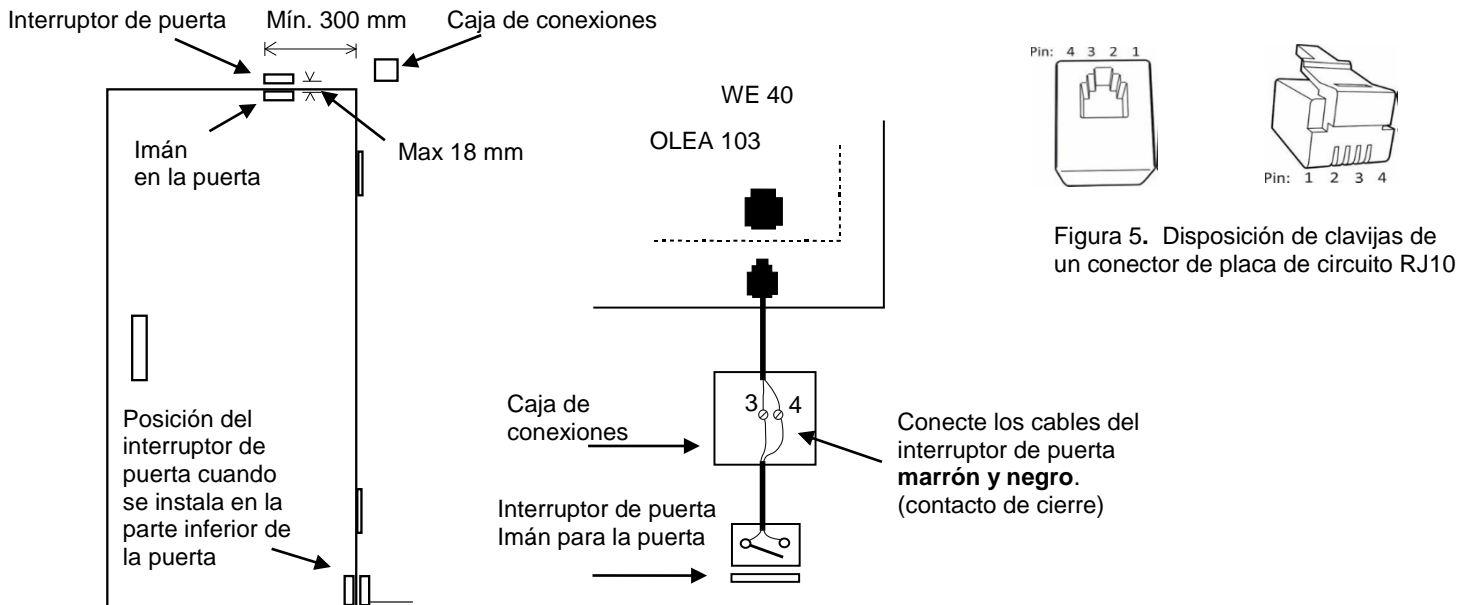 Interruptor de puerta
Mín. 300 mm
Caja de conexiones
Imán
en la puerta
Max 18 mm
Posición del
interruptor de
puerta cuando
se instala en la
parte inferior de
la puerta
WE 40
OLEA 103
Caja de
conexiones
3 4
Conecte los cables del
interruptor de puerta
marrón y negro.
(contacto de cierre)
Interruptor de puerta
Imán para la puerta
Pin: 4 3 2 1
Pin: 1 2 3 4
Figura 5. Disposición de clavijas de
un conector de placa de circuito RJ10